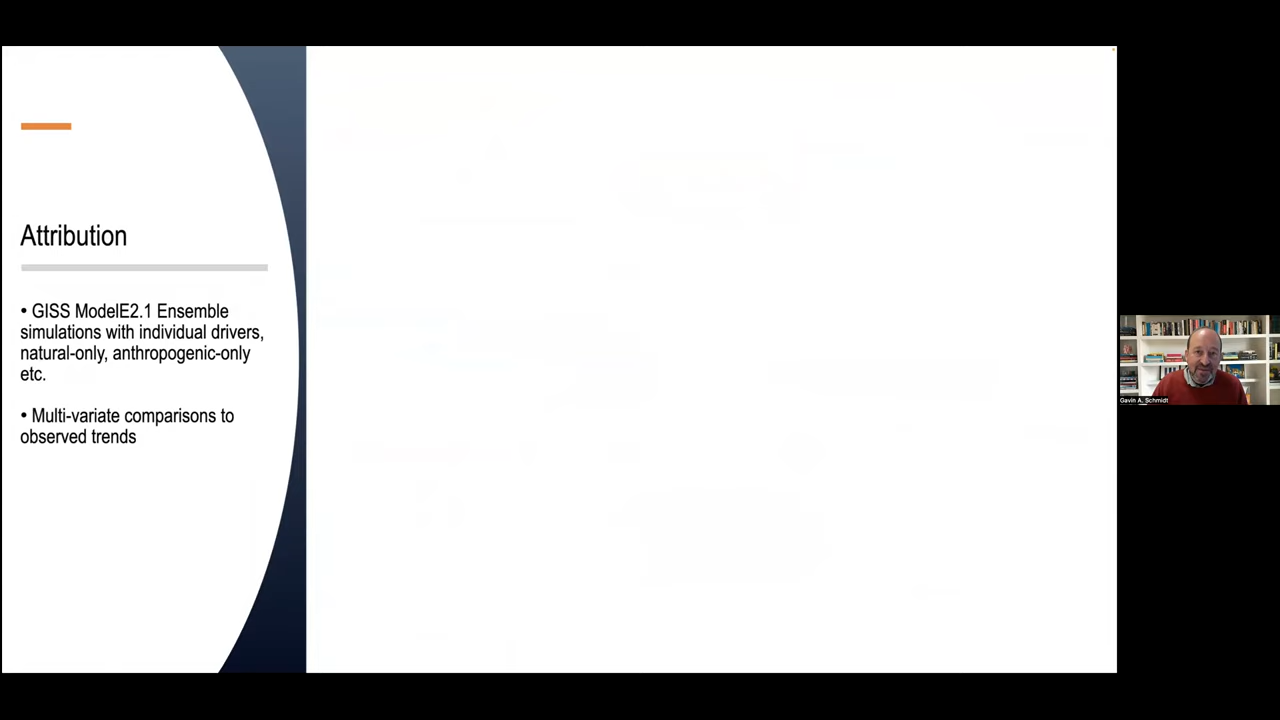 Attribution
• GISS ModelE2.1 Ensemble
simulations with individual drivers,
natural-only, anthropogenic-only
etc.
• Multi-variate comparisons to
observed trends
Gavin A. Schmidt